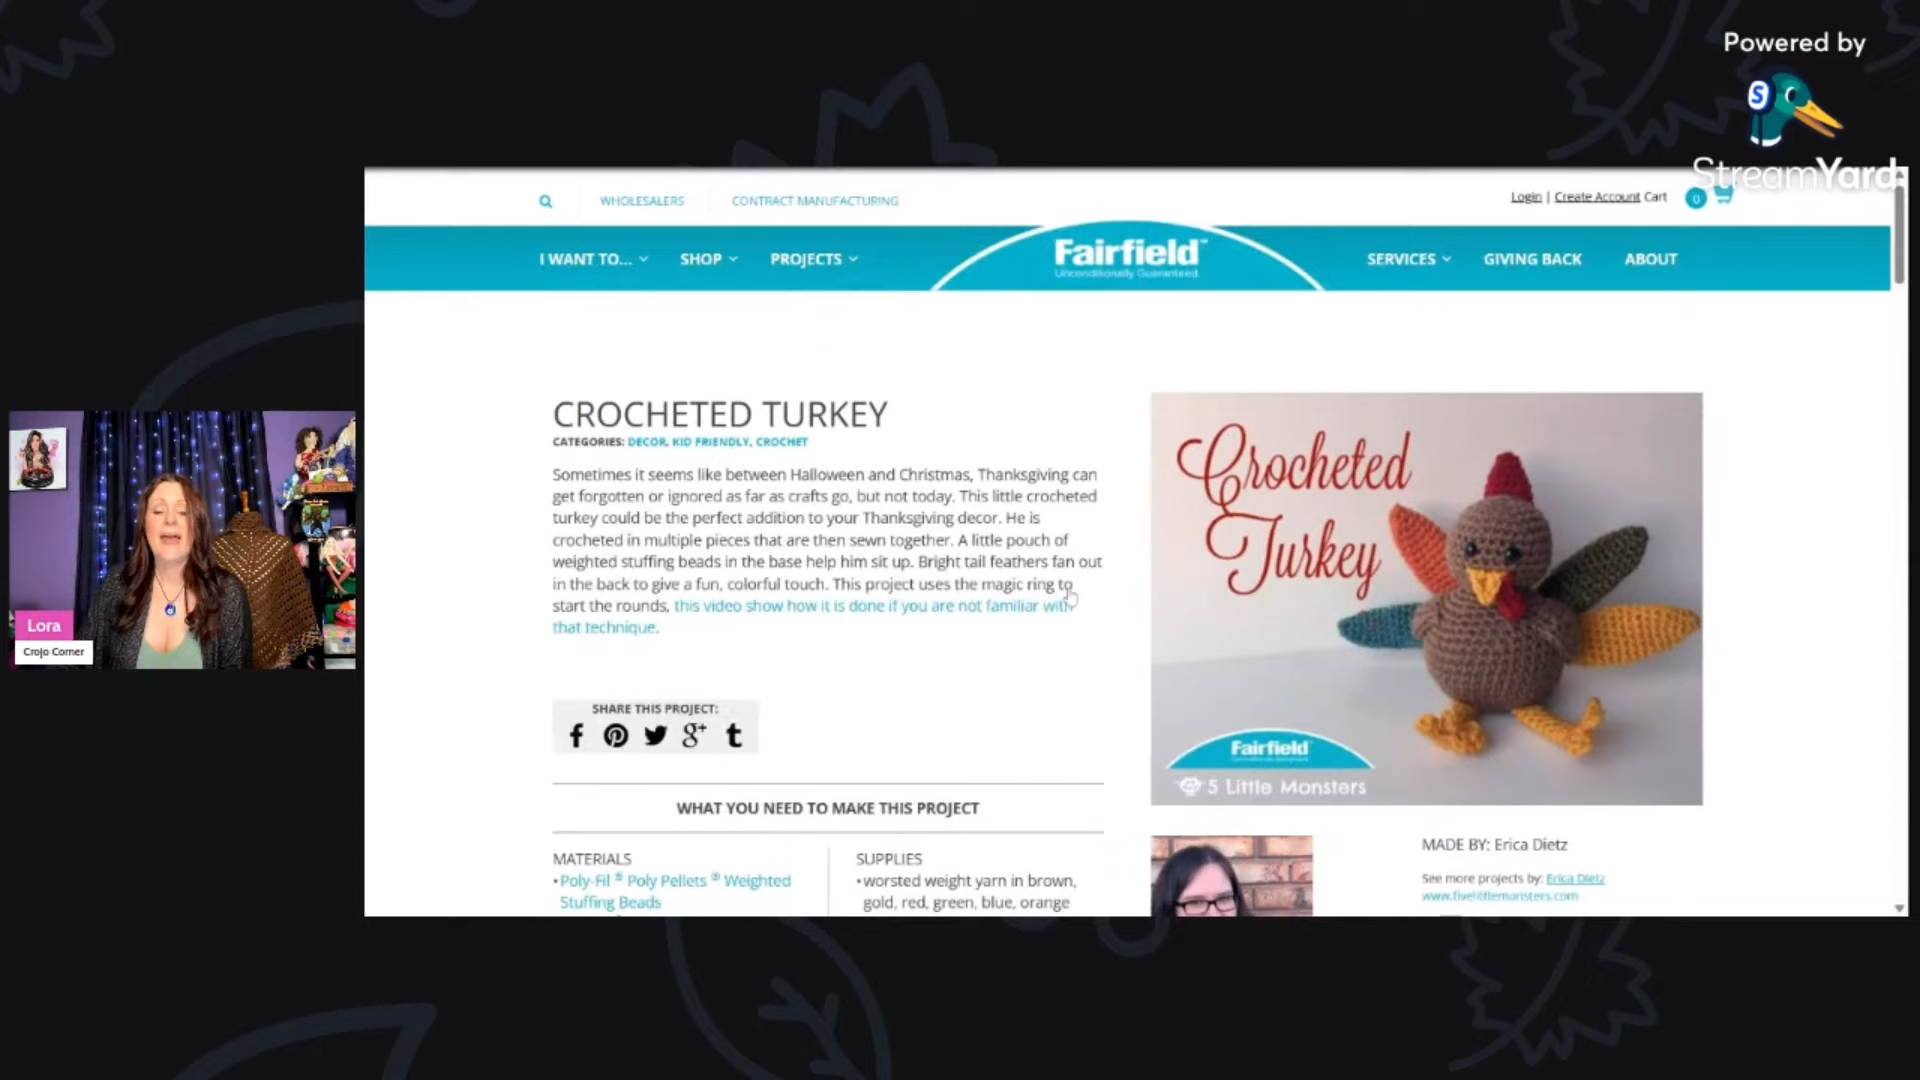 Powered by
StreamYard
WHOLESALERS
CONTRACT MANUFACTURING
Login | Create Account Cart
0
I WANT TO...
SHOP
PROJECTS
Fairfield™
Unconditionally Guaranteed.
SERVICES
GIVING BACK
ABOUT
CROCHETED TURKEY
CATEGORIES: DECOR, KID FRIENDLY, CROCHET
Sometimes it seems like between Halloween and Christmas, Thanksgiving can
get forgotten or ignored as far as crafts go, but not today. This little crocheted
turkey could be the perfect addition to your Thanksgiving decor. He is
crocheted in multiple pieces that are then sewn together. A little pouch of
weighted stuffing beads in the base help him sit up. Bright tail feathers fan out
in the back to give a fun, colorful touch. This project uses the magic ring to
start the rounds, this video show how it is done if you are not familiar with
that technique.
SHARE THIS PROJECT:
WHAT YOU NEED TO MAKE THIS PROJECT
MATERIALS
•Poly-Fil ® Poly Pellets ® Weighted
Stuffing Beads
SUPPLIES
•worsted weight yarn in brown,
gold, red, green, blue, orange
Crocheted
Turkey
Fairfield
5 Little Monsters
MADE BY: Erica Dietz
See more projects by: Erica Dietz
www.fivelittlemonsters.com
Lora
Crojo Corner